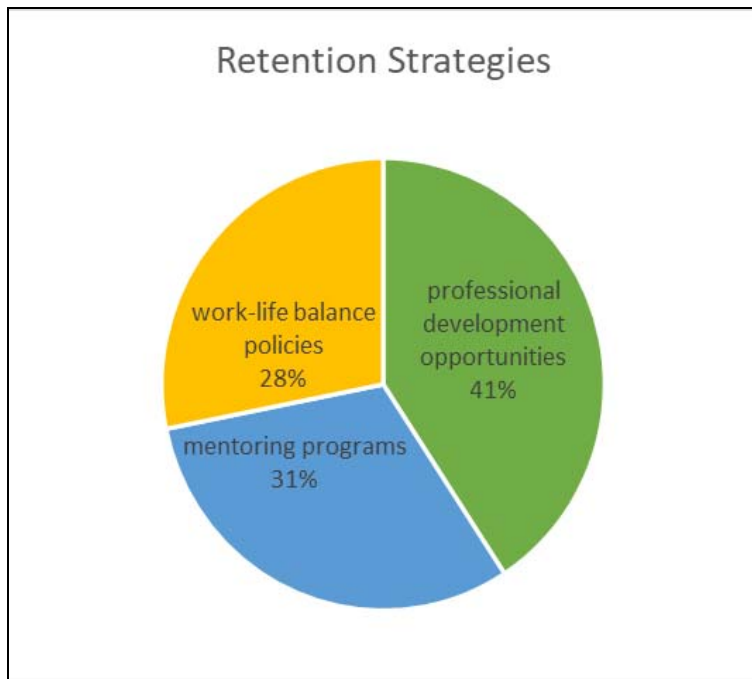 Retention Strategies
professional
development
opportunities
41%
work-life balance
policies
28%
mentoring programs
31%